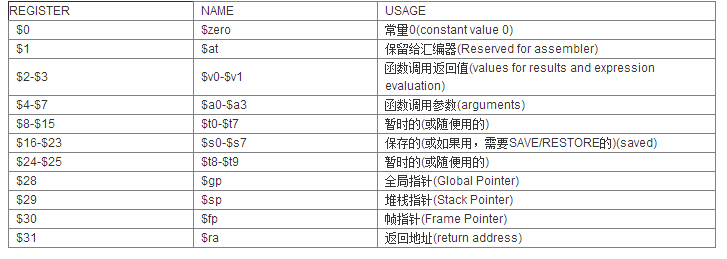 REGISTER NAME USAGE
$0 $zero 常量0(constant value 0)
$1 $at 保留给汇编器(Reserved for assembler)
$2-$3 $v0-$v1 函数调用返回值(values for results and expression
evaluation)
$4-$7 $a0-$a3 函数调用参数(arguments)
$8-$15 $t0-$t7 暂时的(或随便用的)
$16-$23 $s0-$s7 保存的(或如果用，需要SAVE/RESTORE的)(saved)
$24-$25 $t8-$t9 暂时的(或随便用的)
$28 $gp 全局指针(Global Pointer)
$29 $sp 堆栈指针(Stack Pointer)
$30 $fp 帧指针(Frame Pointer)
$31 $ra 返回地址(return address)